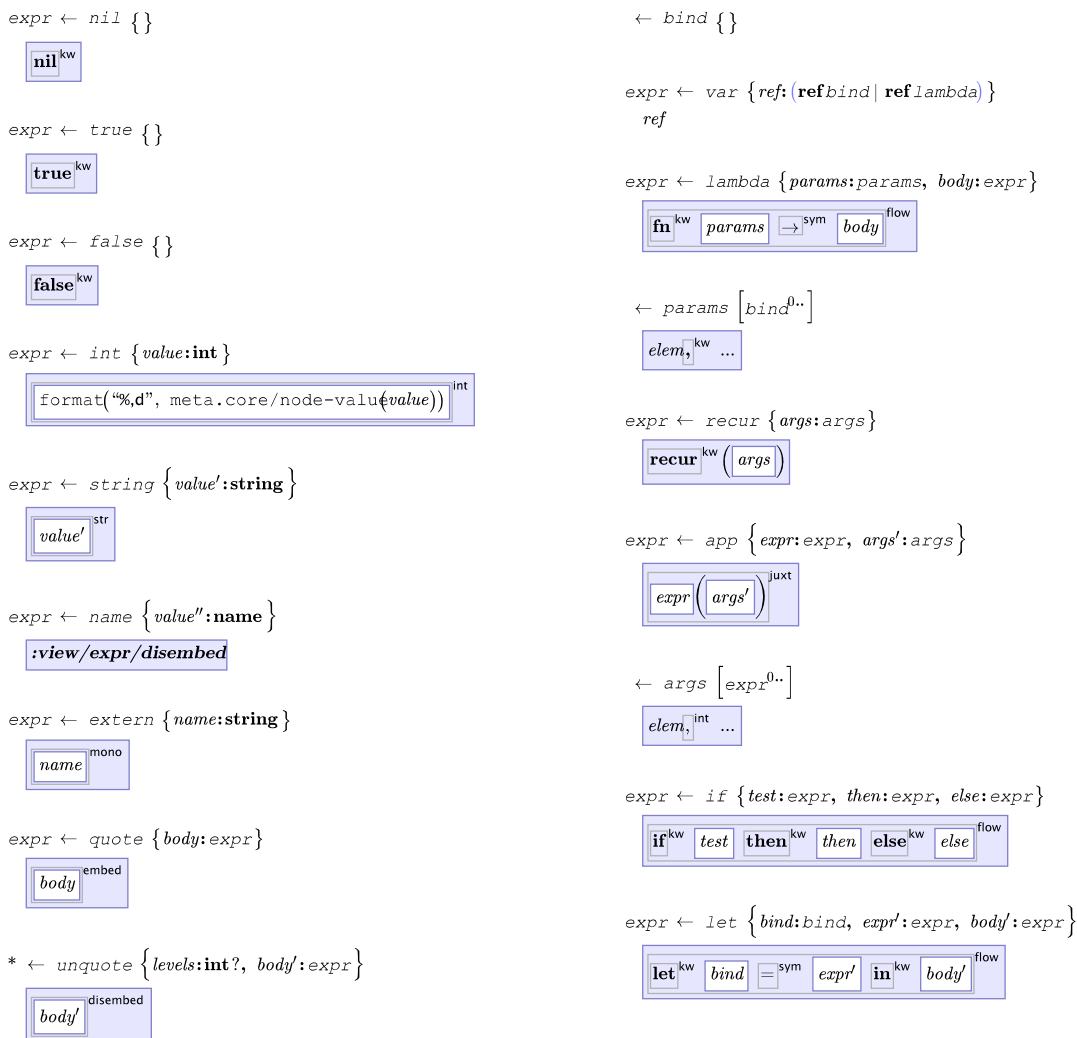 expr ← nil {}
nil kw
expr ← true {}
true kw
expr ← false {}
false kw
expr ← int {value:int}
format(“%,d”, meta.core/node-value(value)) int
expr ← string {value′:string}
value′ str
expr ← name {value″:name}
:view/expr/disembed
expr ← extern {name:string}
name mono
expr ← quote {body:expr}
body embed
* ← unquote {levels:int?, body′:expr}
body′ disembed
← bind {}
expr ← var {ref:(ref bind | ref lambda)}
ref
expr ← lambda {params:params, body:expr}
fn kw params → sym body flow
← params [bind0..]
elem, kw ...
expr ← recur {args:args}
recur kw (args)
expr ← app {expr:expr, args′:args}
expr(args′) juxt
← args [expr0..]
elem, int ...
expr ← if {test:expr, then:expr, else:expr}
if kw test then kw then else kw else flow
expr ← let {bind:bind, expr′:expr, body′:expr}
let kw bind = sym expr′ in kw body′ flow